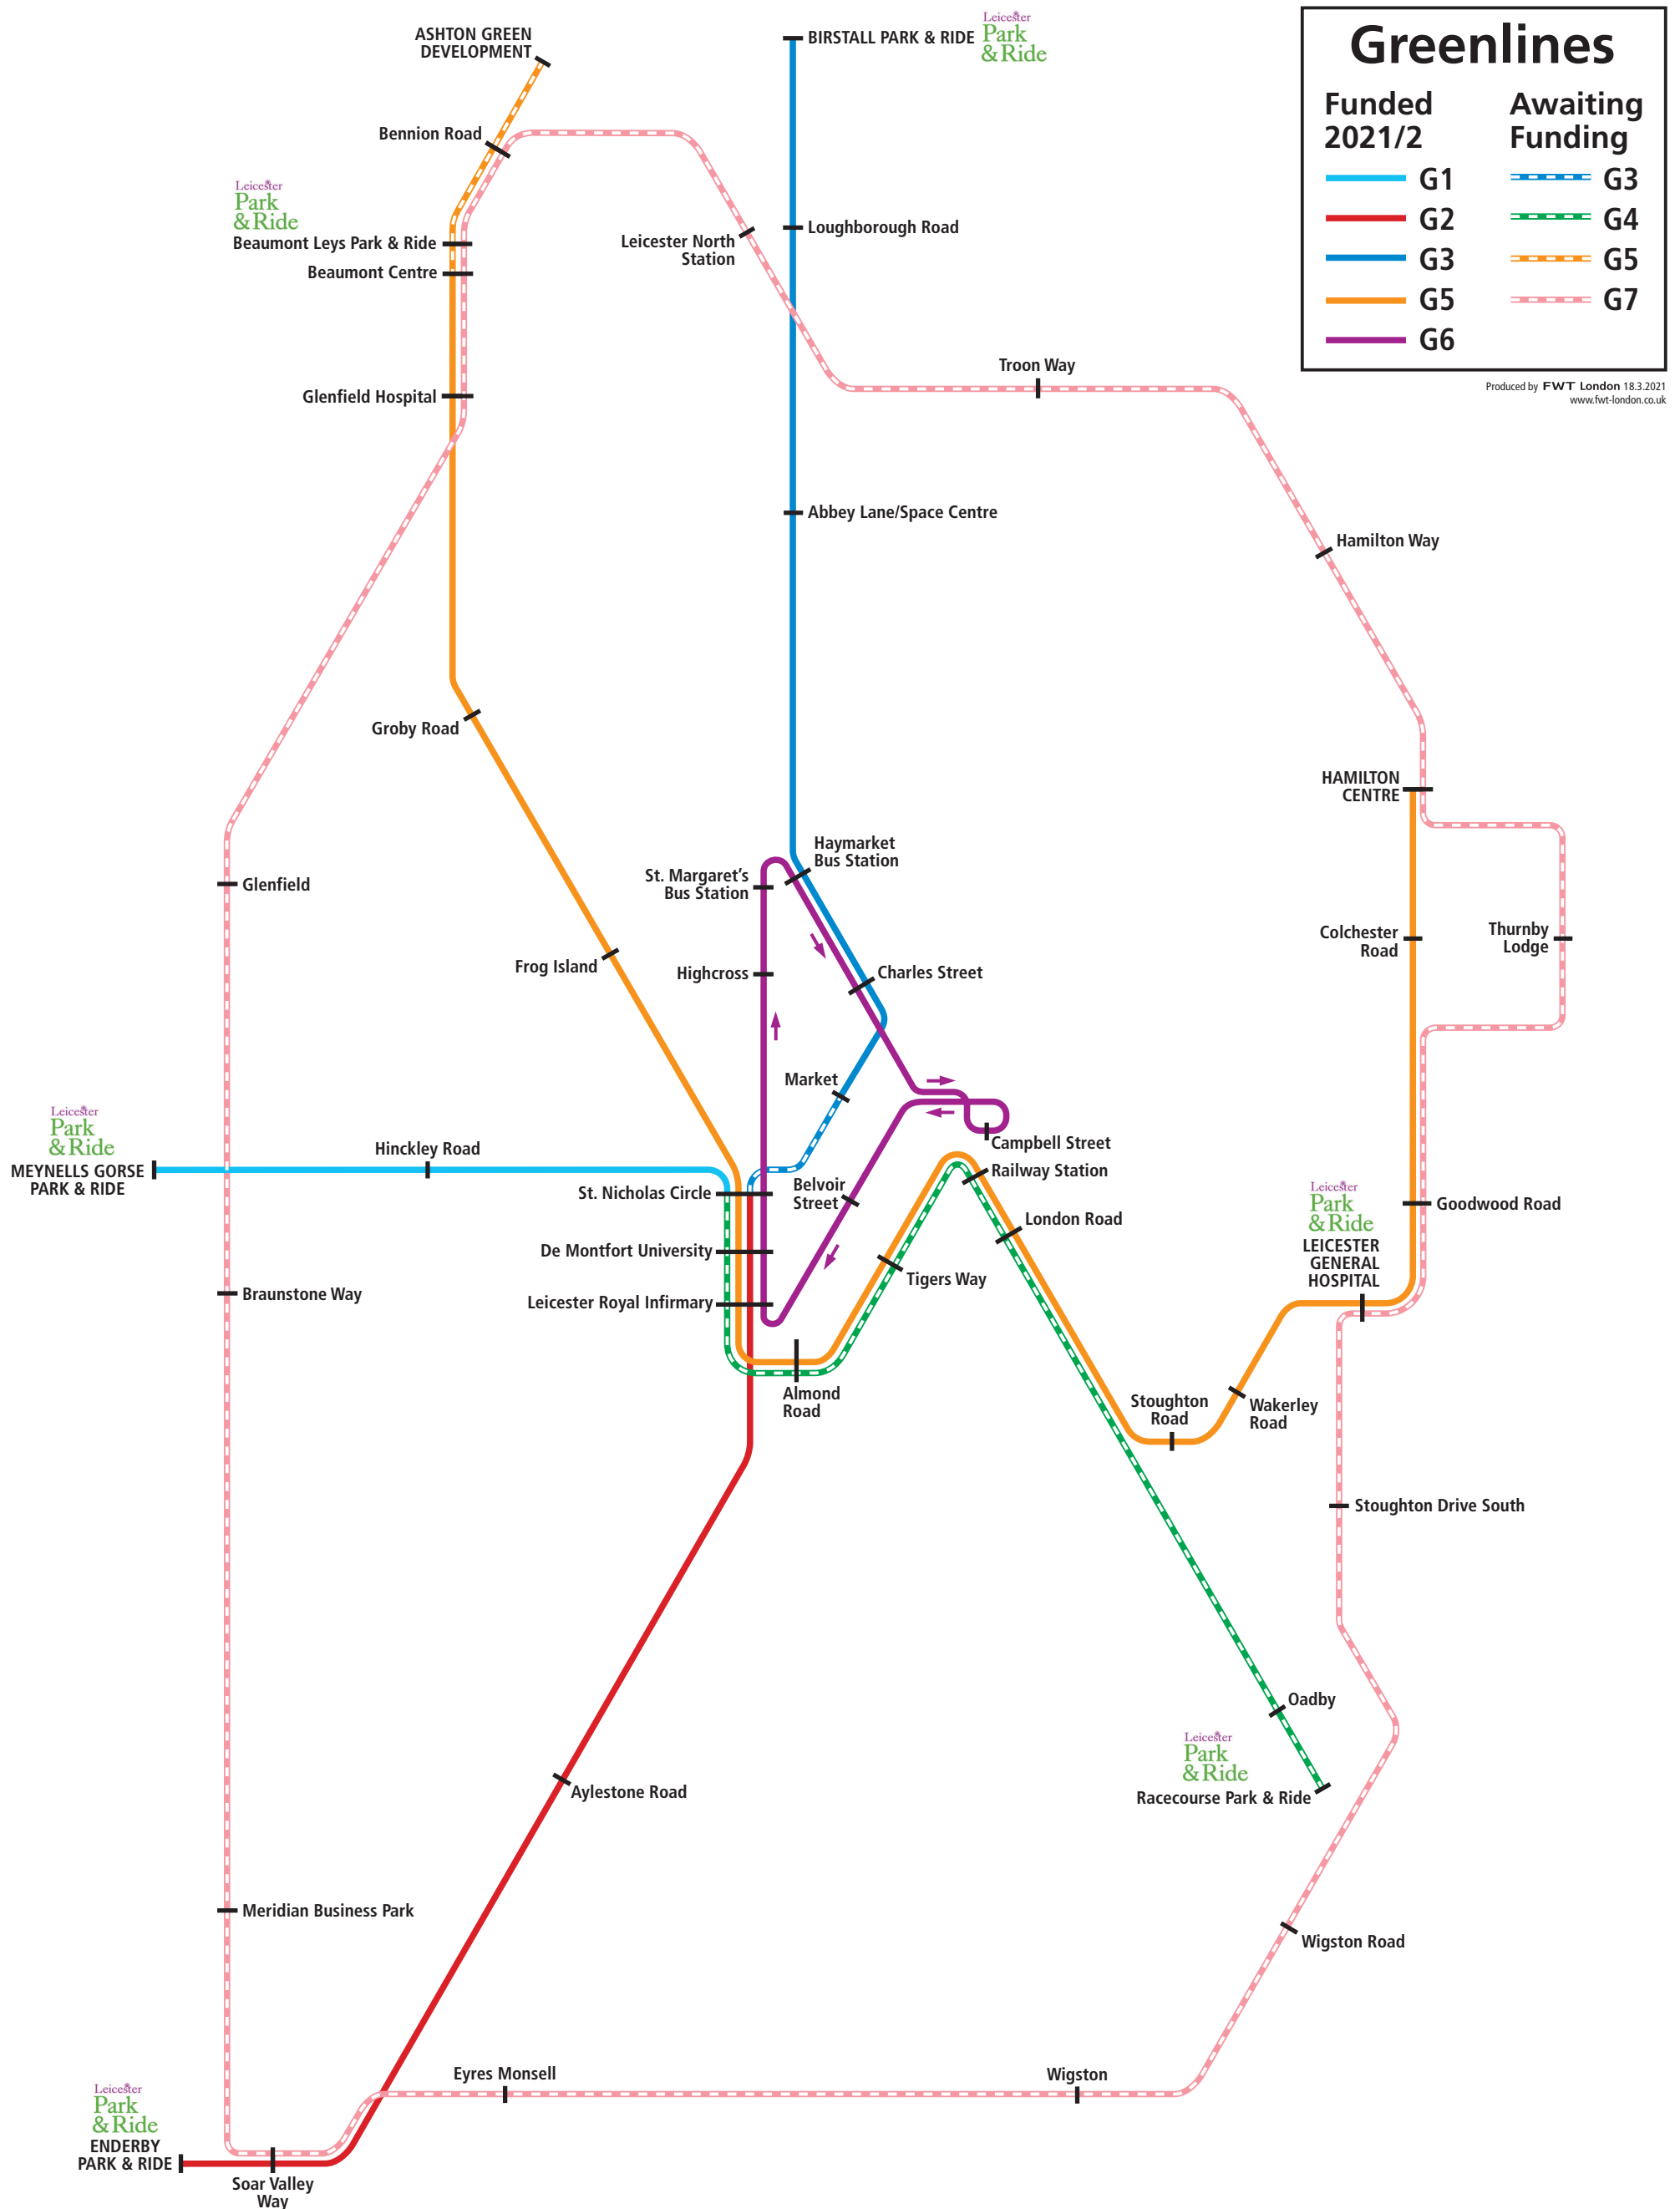 Greenlines
Funded
2021/2
Awaiting
Funding
G1
G2
G3
G5
G6
G3
G4
G5
G7
Produced by FWT London 18.3.2021
www.fwt-london.co.uk
ASHTON GREEN
DEVELOPMENT
BIRSTALL PARK & RIDE
Leicester
Park
& Ride
Bennion Road
Leicester
Park
& Ride
Beaumont Leys Park & Ride
Beaumont Centre
Leicester North
Station
Loughborough Road
Glenfield Hospital
Troon Way
Abbey Lane/Space Centre
Hamilton Way
Groby Road
HAMILTON
CENTRE
Haymarket
Bus Station
St. Margaret's
Bus Station
Glenfield
Frog Island
Highcross
Charles Street
Colchester
Road
Thurnby
Lodge
Market
Leicester
Park
& Ride
MEYNELLS GORSE
PARK & RIDE
Hinckley Road
Campbell Street
Railway Station
St. Nicholas Circle
Belvoir
Street
London Road
Leicester
Park
& Ride
LEICESTER
GENERAL
HOSPITAL
Goodwood Road
De Montfort University
Tigers Way
Braunstone Way
Leicester Royal Infirmary
Almond
Road
Stoughton
Road
Wakerley
Road
Stoughton Drive South
Oadby
Leicester
Park
& Ride
Racecourse Park & Ride
Aylestone Road
Meridian Business Park
Wigston Road
Eyres Monsell
Wigston
Leicester
Park
& Ride
ENDERBY
PARK & RIDE
Soar Valley
Way